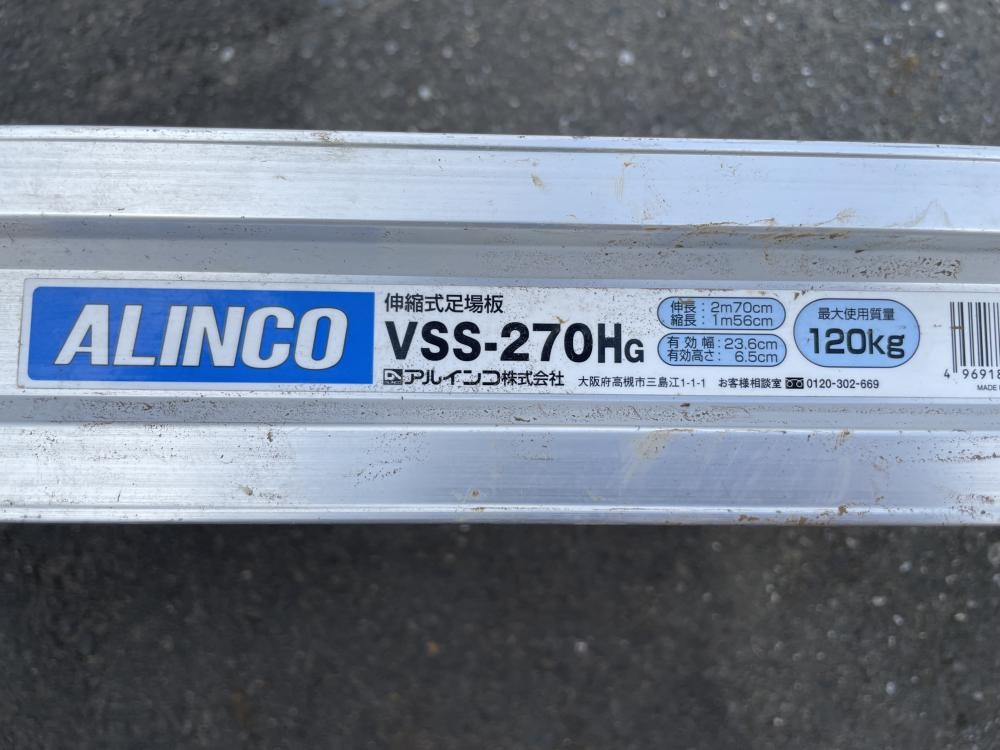 ALINCO
伸縮式足場板
VSS-270HG
アルインコ株式会社 大阪府高槻市三島江1-1-1 お客様相談室 0120-302-669
伸長：2m70cm
縮長：1m56cm
有効幅：23.6cm
有効高さ：6.5cm
最大使用質量
120kg
4 96918
MADE